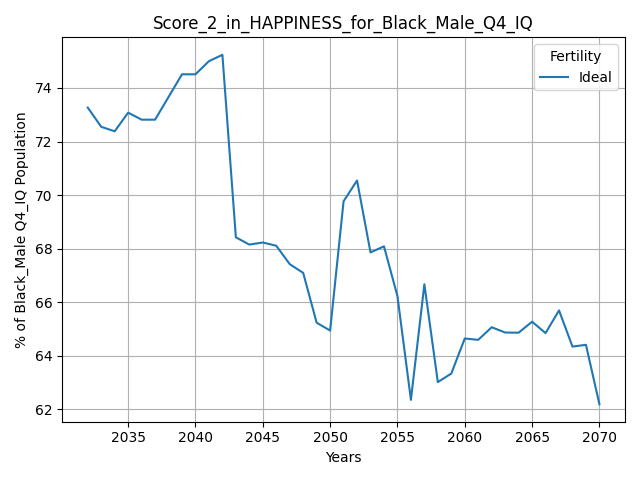 Score_2_in_HAPPINESS_for_Black_Male_Q4_IQ
Fertility
Ideal
% of Black_Male Q4_IQ Population
74
72
70
68
66
64
62
2035 2040 2045 2050 2055 2060 2065 2070
Years